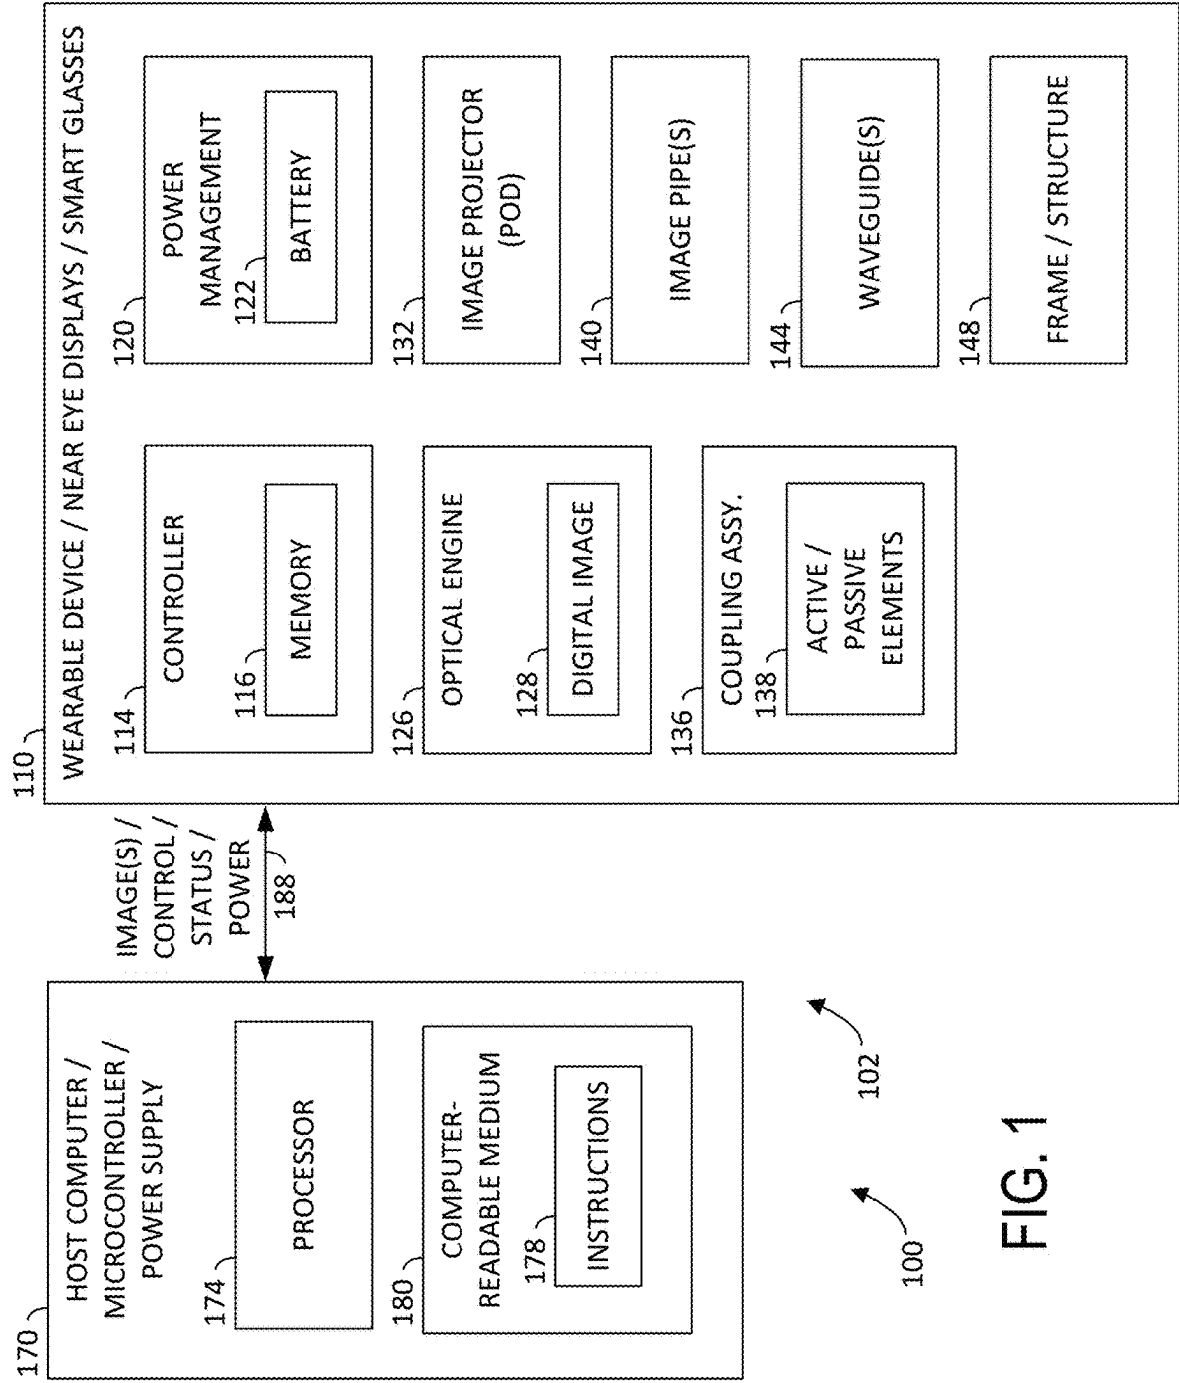 170
HOST COMPUTER /
MICROCONTROLLER /
POWER SUPPLY
174
PROCESSOR
180
COMPUTER-
READABLE MEDIUM
178
INSTRUCTIONS
IMAGE(S) /
CONTROL /
STATUS /
POWER
188
110
WEARABLE DEVICE / NEAR EYE DISPLAYS / SMART GLASSES
114
CONTROLLER
116
MEMORY
120
POWER
MANAGEMENT
122
BATTERY
126
OPTICAL ENGINE
128
DIGITAL IMAGE
132
IMAGE PROJECTOR
(POD)
136
COUPLING ASSY.
138
ACTIVE /
PASSIVE
ELEMENTS
140
IMAGE PIPE(S)
144
WAVEGUIDE(S)
148
FRAME / STRUCTURE
102
100
FIG. 1